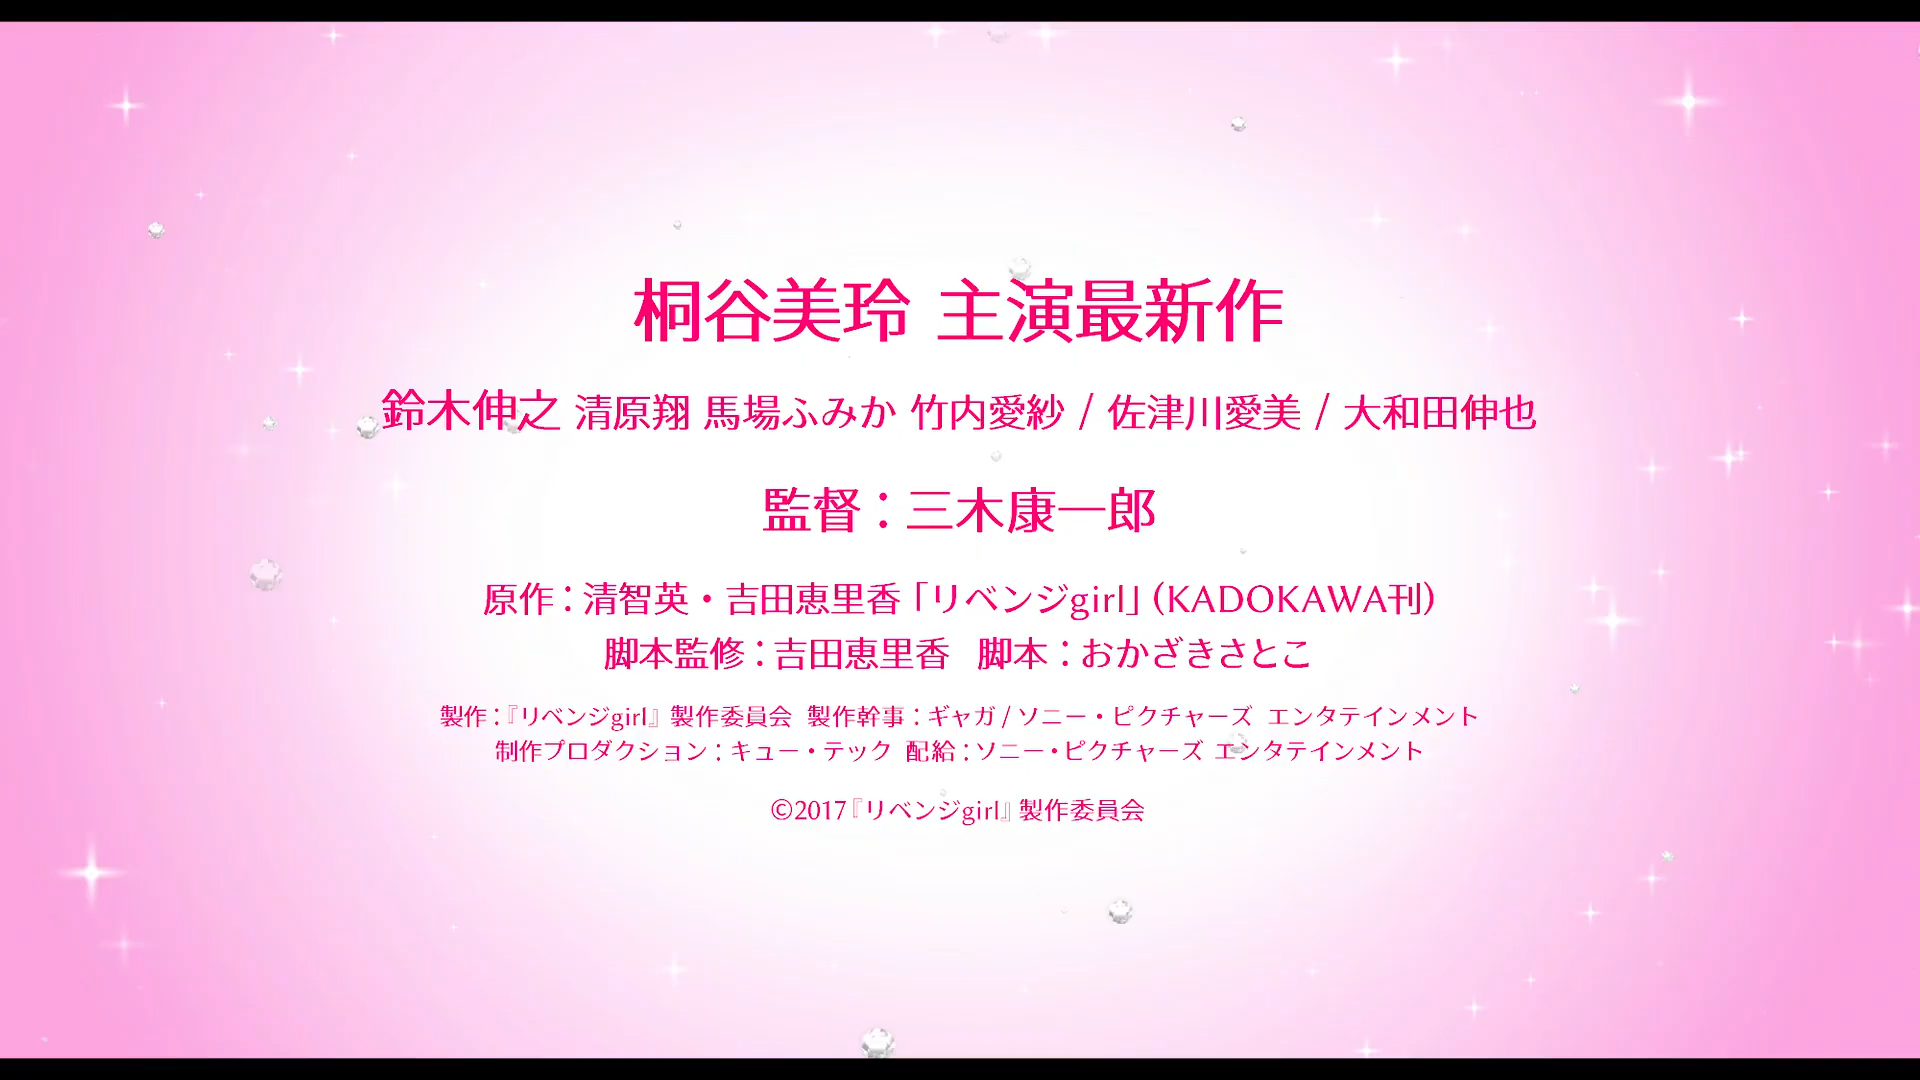 桐谷美玲 主演最新作
鈴木伸之 清原翔 馬場ふみか 竹内愛紗 / 佐津川愛美 / 大和田伸也
監督：三木康一郎
原作：清智英・吉田恵里香「リベンジgirl」（KADOKAWA刊）
脚本監修：吉田恵里香 脚本：おかざきさとこ
製作：『リベンジgirl』製作委員会 製作幹事：ギャガ / ソニー・ピクチャーズ エンタテインメント
制作プロダクション：キュー・テック 配給：ソニー・ピクチャーズ エンタテインメント
©2017『リベンジgirl』製作委員会